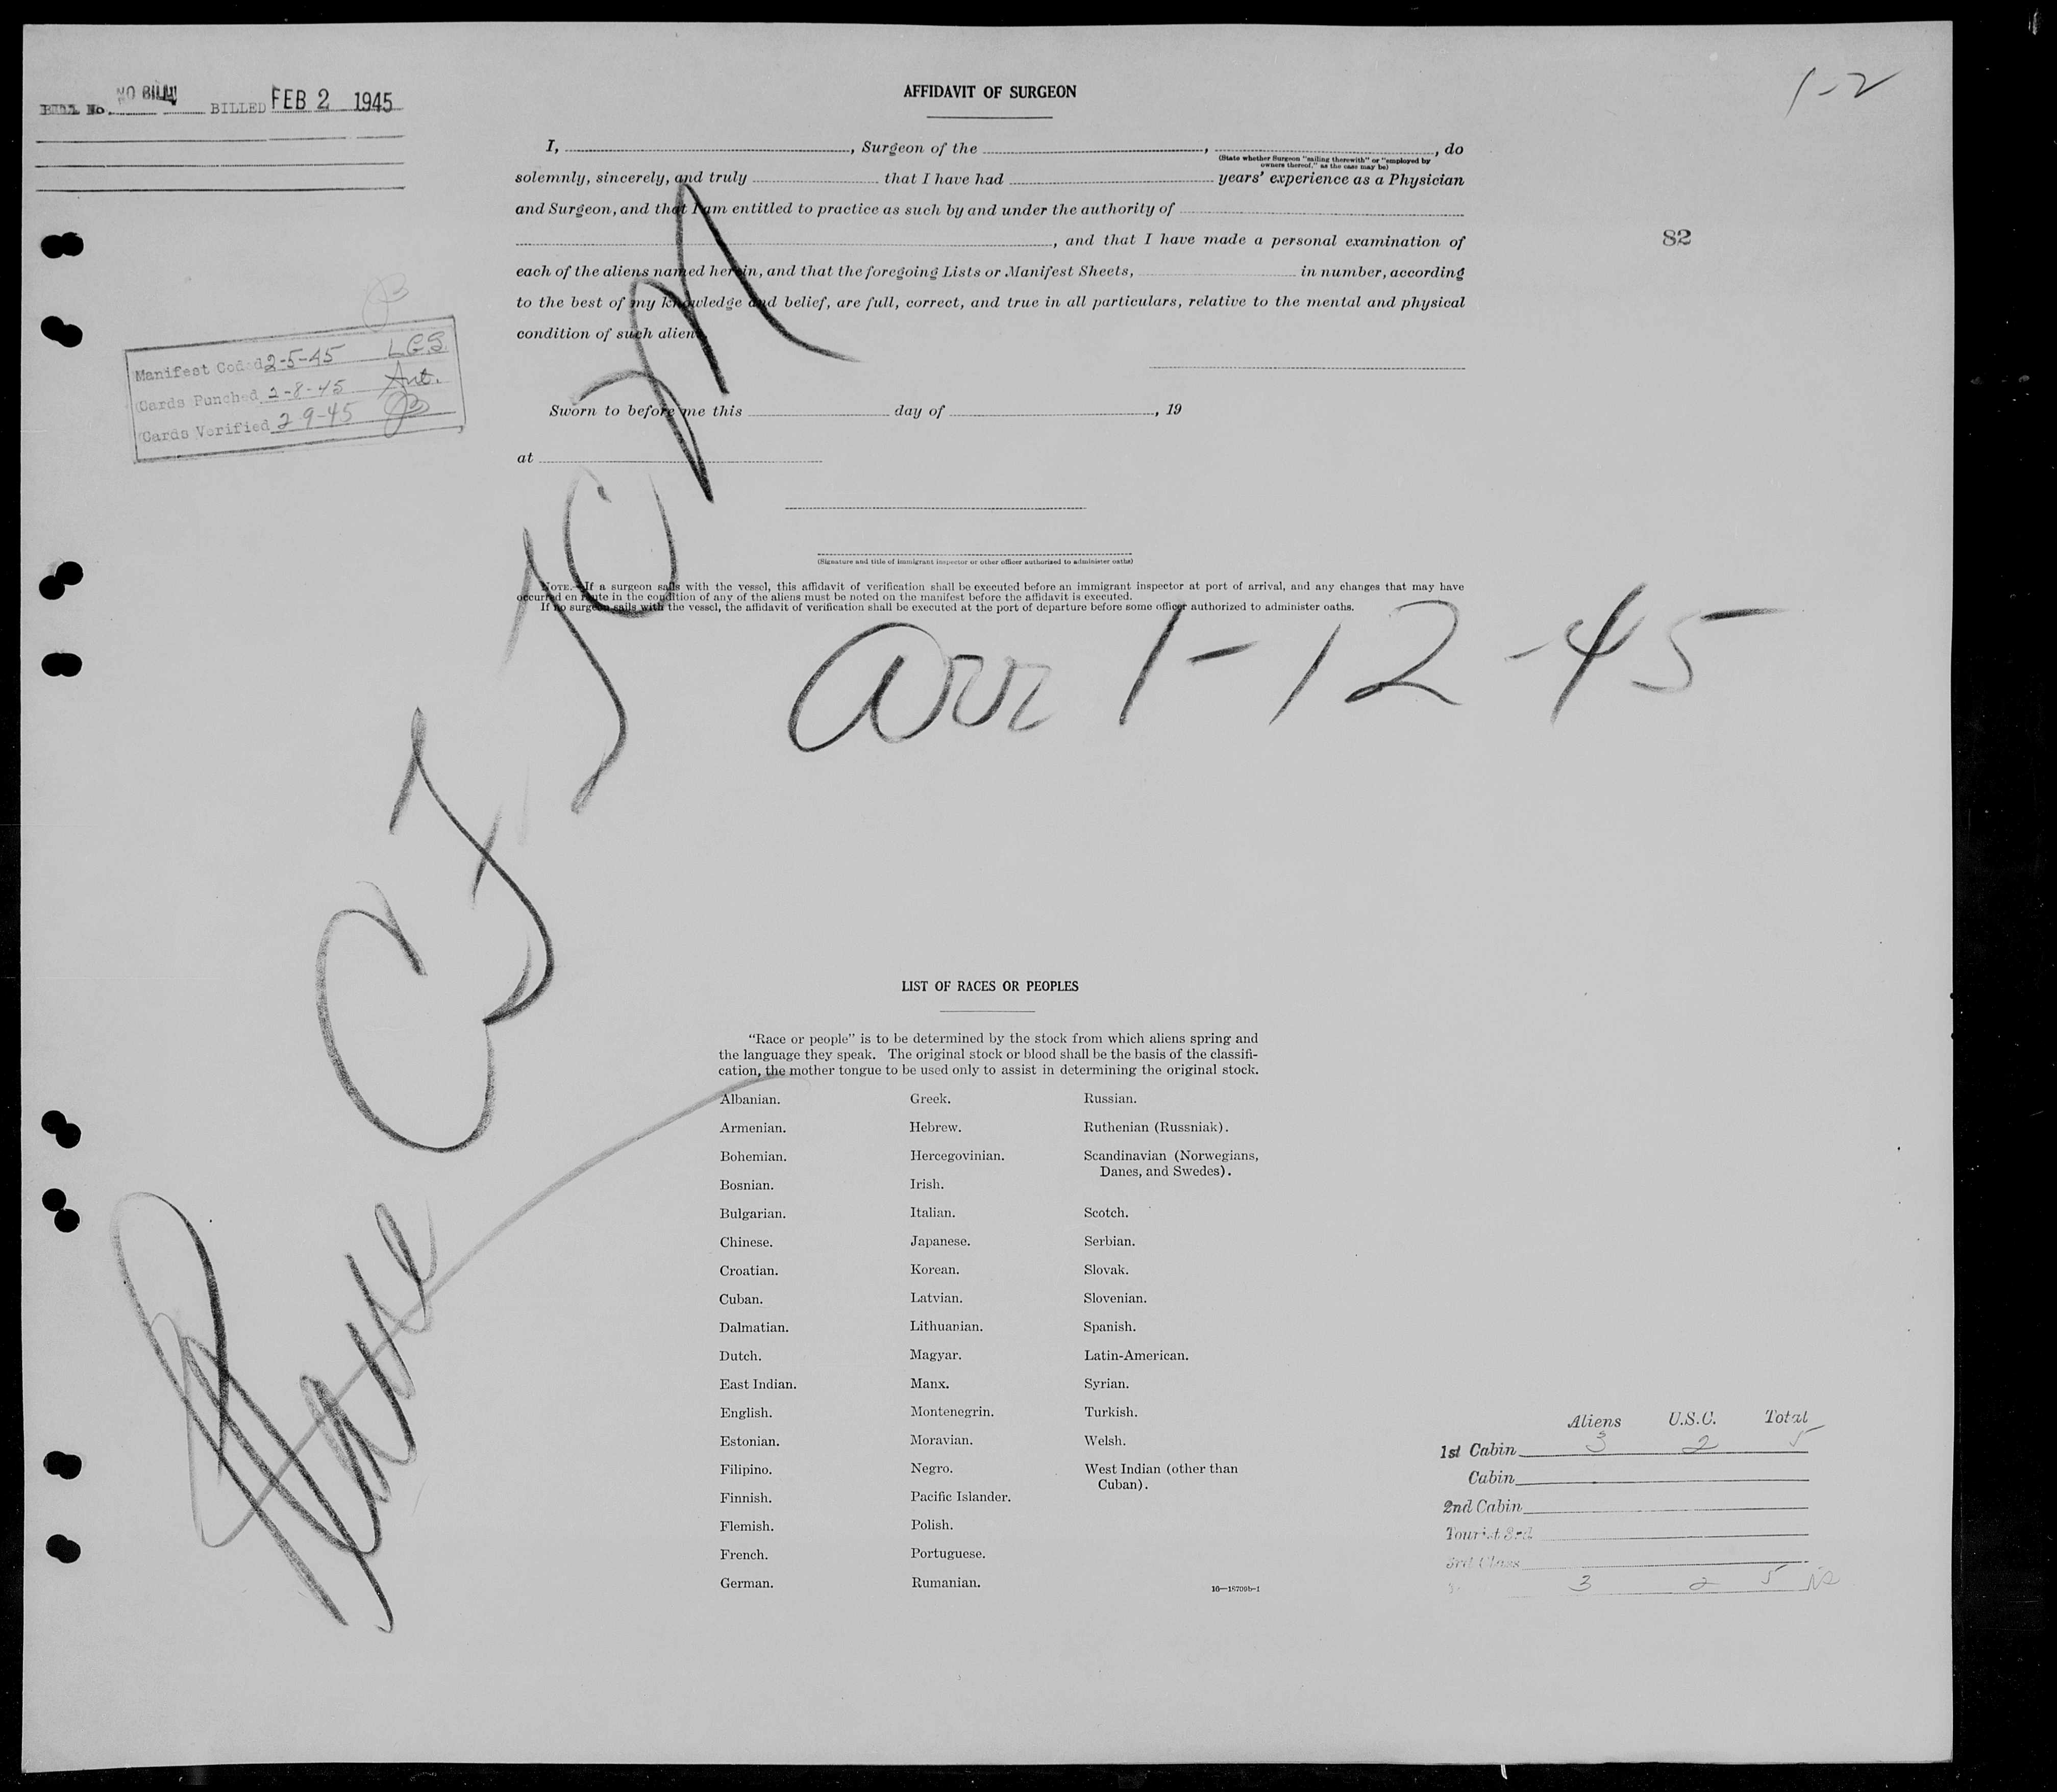 BILL No. NO BILL BILLED FEB 2 1945
1-2
AFFIDAVIT OF SURGEON
I, , Surgeon of the , , do
(State whether Surgeon "sailing therewith" or "employed by
owners thereof," as the case may be)
solemnly, sincerely, and truly that I have had years' experience as a Physician
and Surgeon, and that I am entitled to practice as such by and under the authority of
, and that I have made a personal examination of
82
each of the aliens named herein, and that the foregoing Lists or Manifest Sheets, in number, according
to the best of my knowledge and belief, are full, correct, and true in all particulars, relative to the mental and physical
condition of such aliens.
Manifest Coded 2-5-45 LGS
Cards Punched 2-8-45 Ant.
Cards Verified 2 9-45
Sworn to before me this day of , 19
at
(Signature and title of immigrant inspector or other officer authorized to administer oaths)
NOTE.—If a surgeon sails with the vessel, this affidavit of verification shall be executed before an immigrant inspector at port of arrival, and any changes that may have
occurred en route in the condition of any of the aliens must be noted on the manifest before the affidavit is executed.
If no surgeon sails with the vessel, the affidavit of verification shall be executed at the port of departure before some officer authorized to administer oaths.
arr 1-12-45
Plane
LIST OF RACES OR PEOPLES
"Race or people" is to be determined by the stock from which aliens spring and
the language they speak. The original stock or blood shall be the basis of the classifi-
cation, the mother tongue to be used only to assist in determining the original stock.
Albanian. Greek. Russian.
Armenian. Hebrew. Ruthenian (Russniak).
Bohemian. Hercegovinian. Scandinavian (Norwegians,
Danes, and Swedes).
Bosnian. Irish.
Bulgarian. Italian. Scotch.
Chinese. Japanese. Serbian.
Croatian. Korean. Slovak.
Cuban. Latvian. Slovenian.
Dalmatian. Lithuanian. Spanish.
Dutch. Magyar. Latin-American.
East Indian. Manx. Syrian.
English. Montenegrin. Turkish.
Estonian. Moravian. Welsh.
Filipino. Negro. West Indian (other than
Cuban).
Finnish. Pacific Islander.
Flemish. Polish.
French. Portuguese.
German. Rumanian.
16—18709b-1
Aliens U.S.C. Total
1st Cabin 3 2 5
Cabin
2nd Cabin
Tourist 3rd
3rd Class
3 2 5